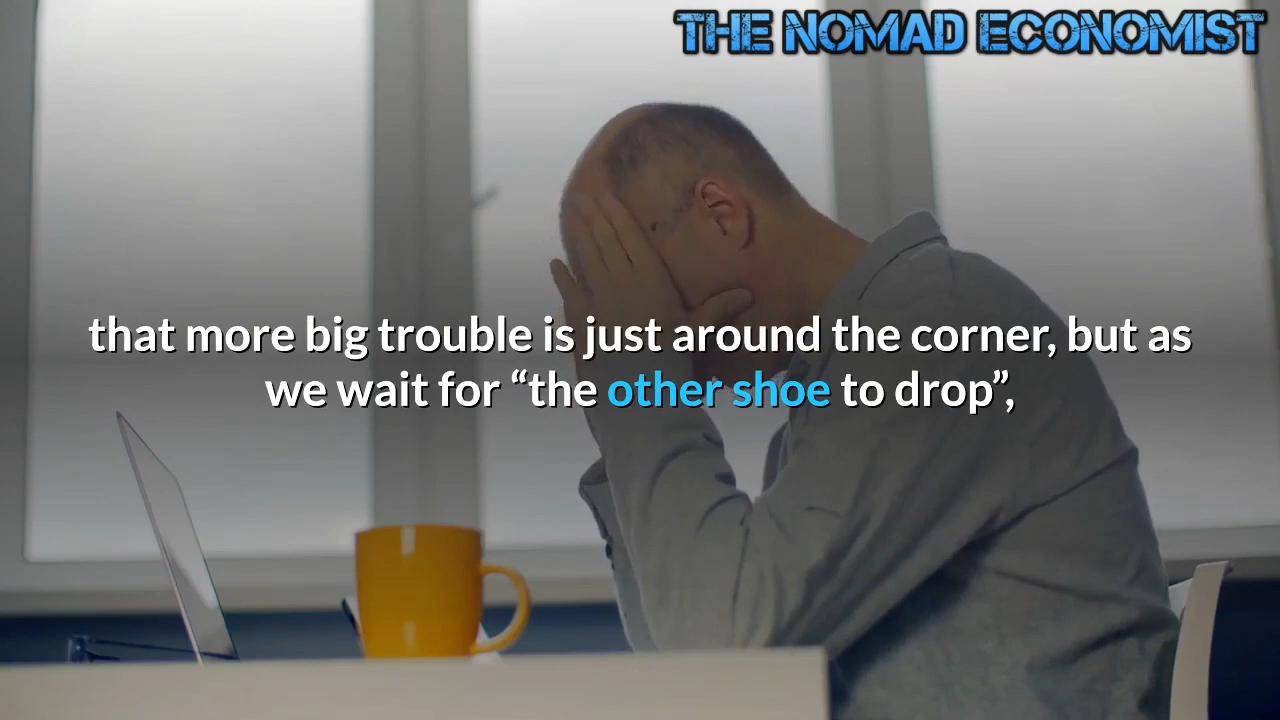 THE NOMAD ECONOMIST
that more big trouble is just around the corner, but as
we wait for “the other shoe to drop”,